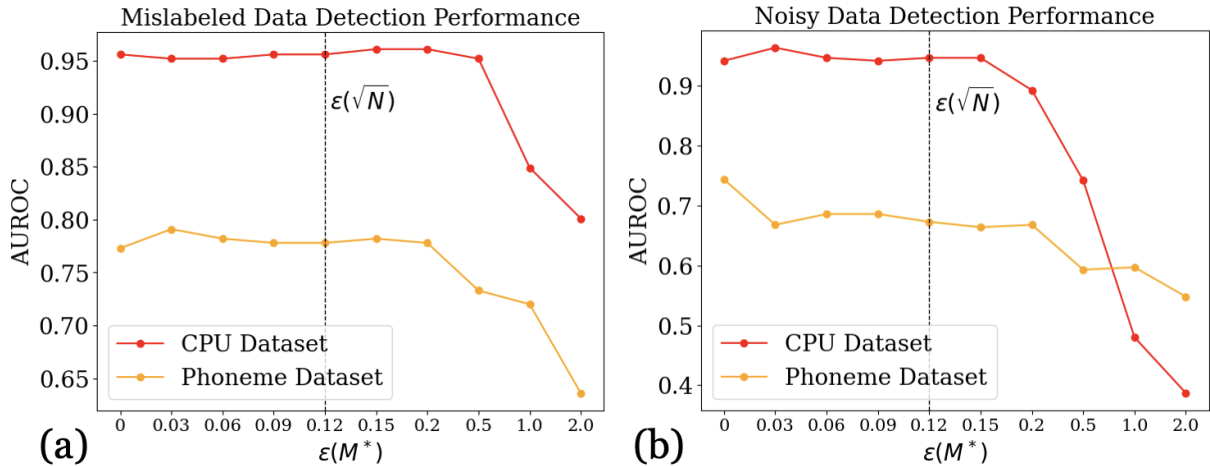 Mislabeled Data Detection Performance
0.95
0.90
0.85
0.80
0.75
0.70
0.65
AUROC
ε(√N)
CPU Dataset
Phoneme Dataset
0 0.03 0.06 0.09 0.12 0.15 0.2 0.5 1.0 2.0
ε(M*)
(a)
Noisy Data Detection Performance
0.9
0.8
0.7
0.6
0.5
0.4
AUROC
ε(√N)
CPU Dataset
Phoneme Dataset
0 0.03 0.06 0.09 0.12 0.15 0.2 0.5 1.0 2.0
ε(M*)
(b)